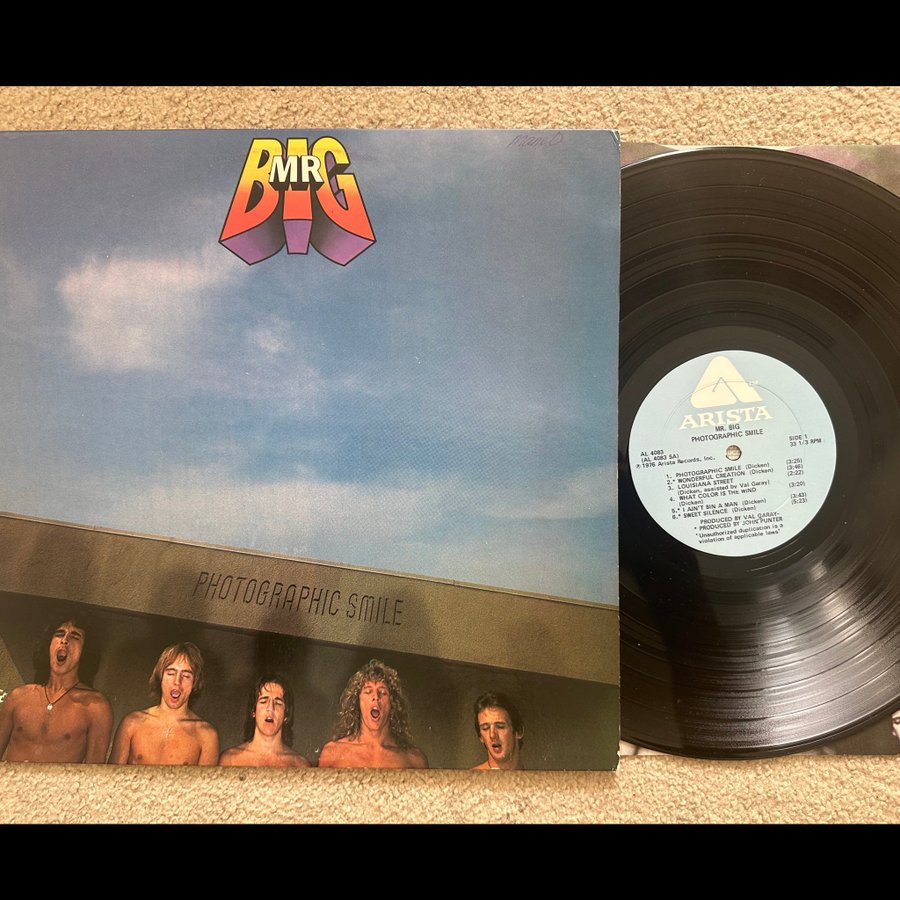 MR
BIG
PHOTOGRAPHIC SMILE
ARISTA
MR. BIG
PHOTOGRAPHIC SMILE
AL 4083
(AL 4083 SA)
℗ 1976 Arista Records, Inc.
SIDE 1
33 1/3 RPM
1. PHOTOGRAPHIC SMILE (Dicken) (3:25)
2.* WONDERFUL CREATION (Dicken) (3:46)
3. LOUISIANA STREET (2:22)
(Dicken, assisted by Val Garay)
4. WHAT COLOR IS THE WIND (3:20)
(Dicken)
5.* I AIN'T BIN A MAN (Dicken) (3:43)
6.* SWEET SILENCE (Dicken) (5:23)
PRODUCED BY VAL GARAY-
* PRODUCED BY JOHN PUNTER
"Unauthorized duplication is a
violation of applicable laws"